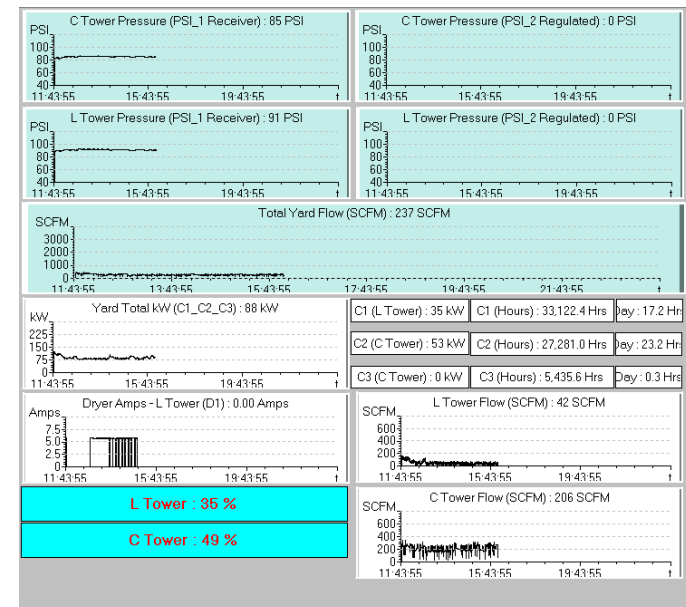 C Tower Pressure (PSI_1 Receiver) : 85 PSI
PSI
100
80
60
40
11:43:55 15:43:55 19:43:55 t
C Tower Pressure (PSI_2 Regulated) : 0 PSI
PSI
100
80
60
40
11:43:55 15:43:55 19:43:55 t
L Tower Pressure (PSI_1 Receiver) : 91 PSI
PSI
100
80
60
40
11:43:55 15:43:55 19:43:55 t
L Tower Pressure (PSI_2 Regulated) : 0 PSI
PSI
100
80
60
40
11:43:55 15:43:55 19:43:55 t
Total Yard Flow (SCFM) : 237 SCFM
SCFM
3000
2000
1000
0
11:43:55 13:43:55 15:43:55 17:43:55 19:43:55 21:43:55 t
Yard Total kW (C1_C2_C3) : 88 kW
kW
225
150
75
0
11:43:55 15:43:55 19:43:55 t
C1 (L Tower) : 35 kW C1 (Hours) : 33,122.4 Hrs Day : 17.2 Hrs
C2 (C Tower) : 53 kW C2 (Hours) : 27,281.0 Hrs Day : 23.2 Hrs
C3 (C Tower) : 0 kW C3 (Hours) : 5,435.6 Hrs Day : 0.3 Hrs
Dryer Amps - L Tower (D1) : 0.00 Amps
Amps
7.5
5.0
2.5
0.0
11:43:55 15:43:55 19:43:55 t
L Tower Flow (SCFM) : 42 SCFM
SCFM
600
400
200
0
11:43:55 15:43:55 19:43:55 t
L Tower : 35 %
C Tower : 49 %
C Tower Flow (SCFM) : 206 SCFM
SCFM
600
400
200
0
11:43:55 15:43:55 19:43:55 t